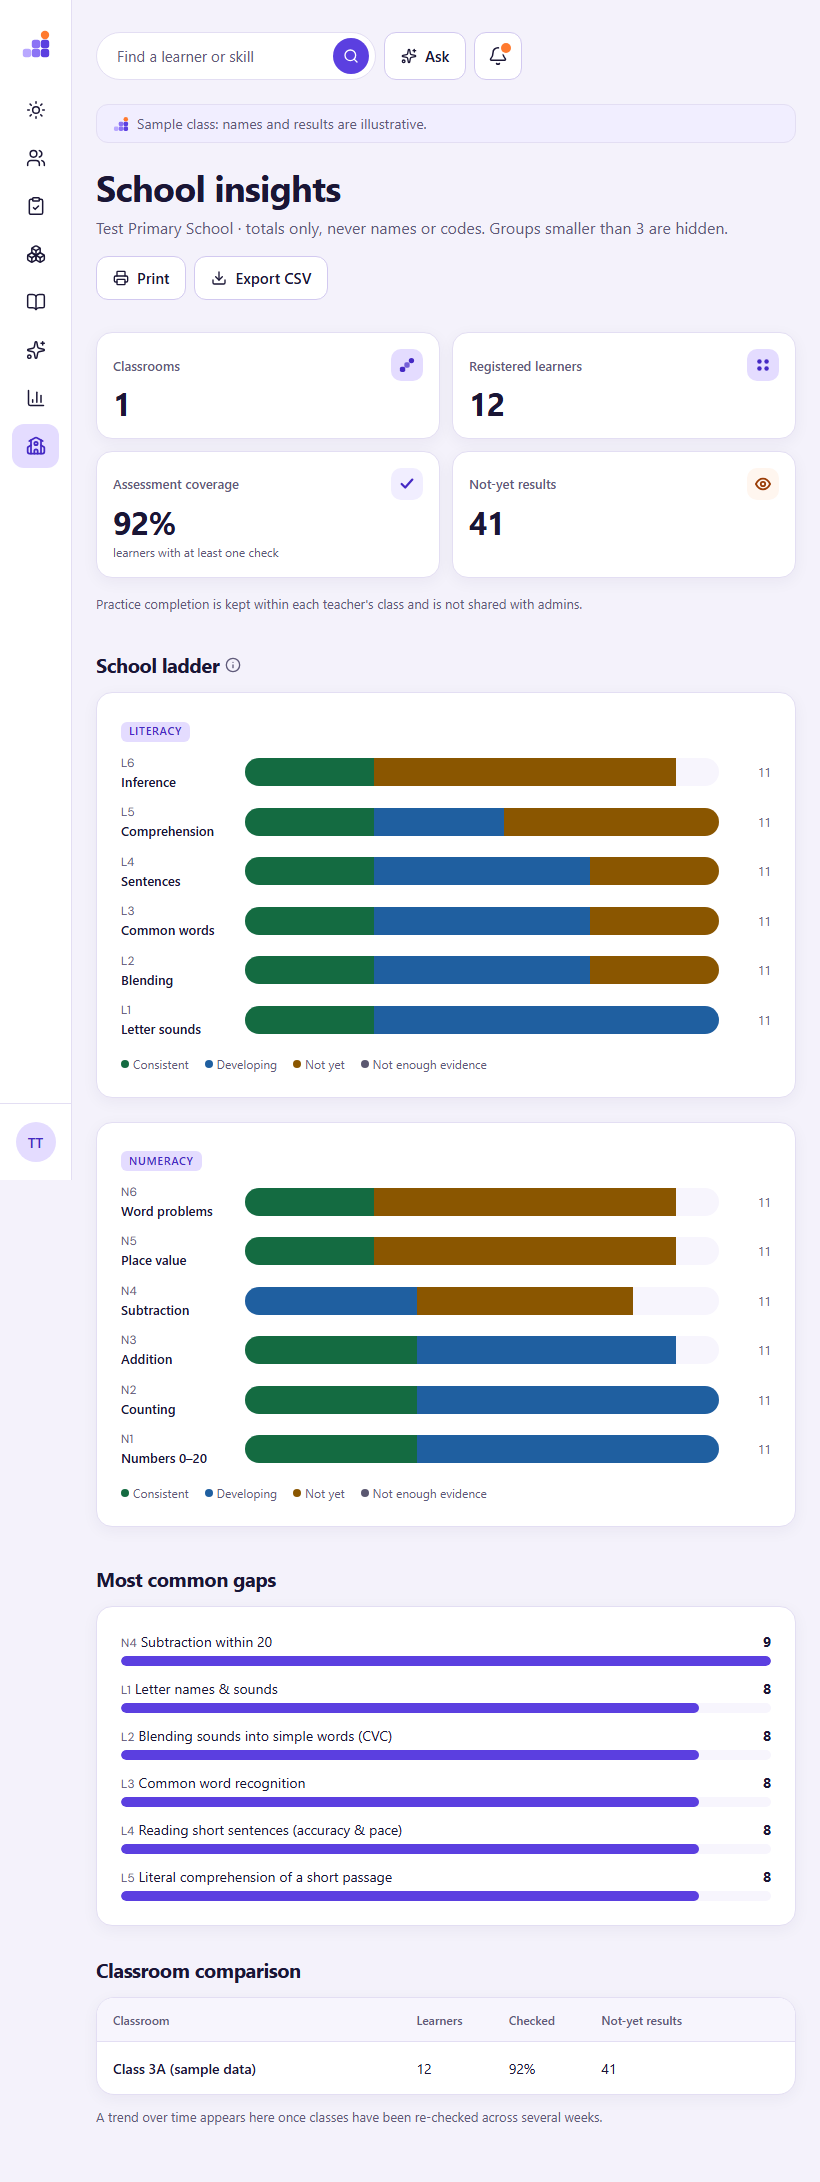 Find a learner or skill
Ask
Sample class: names and results are illustrative.
School insights
Test Primary School · totals only, never names or codes. Groups smaller than 3 are hidden.
Print
Export CSV
Classrooms
1
Registered learners
12
Assessment coverage
92%
learners with at least one check
Not-yet results
41
Practice completion is kept within each teacher's class and is not shared with admins.
School ladder
LITERACY
L6
Inference
11
L5
Comprehension
11
L4
Sentences
11
L3
Common words
11
L2
Blending
11
L1
Letter sounds
11
Consistent Developing Not yet Not enough evidence
TT
NUMERACY
N6
Word problems
11
N5
Place value
11
N4
Subtraction
11
N3
Addition
11
N2
Counting
11
N1
Numbers 0–20
11
Consistent Developing Not yet Not enough evidence
Most common gaps
N4 Subtraction within 20 9
L1 Letter names & sounds 8
L2 Blending sounds into simple words (CVC) 8
L3 Common word recognition 8
L4 Reading short sentences (accuracy & pace) 8
L5 Literal comprehension of a short passage 8
Classroom comparison
Classroom Learners Checked Not-yet results
Class 3A (sample data) 12 92% 41
A trend over time appears here once classes have been re-checked across several weeks.